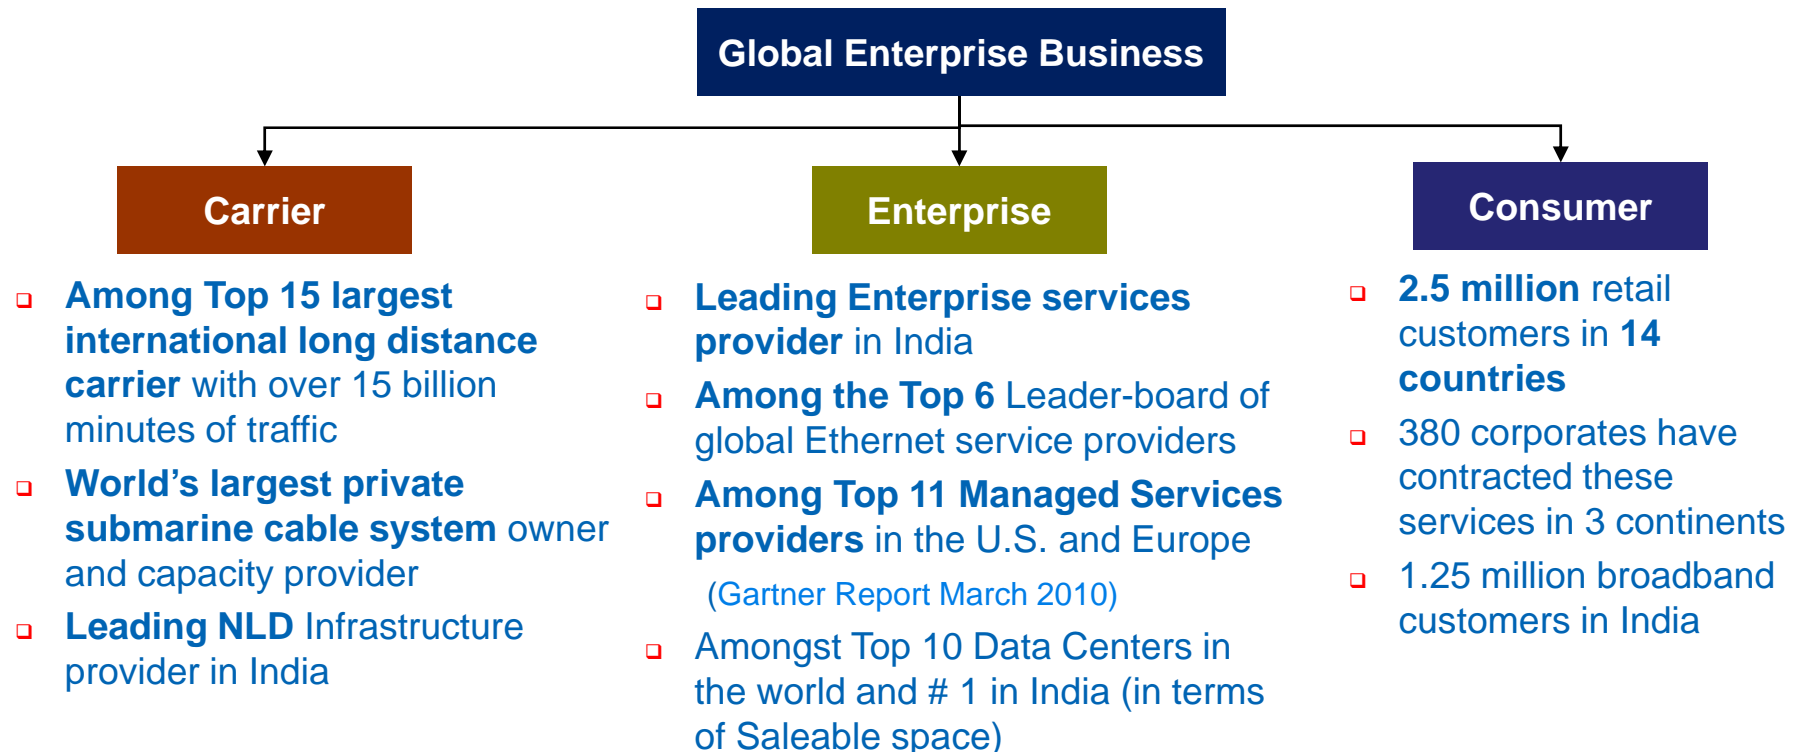 Global Enterprise Business
Carrier
Among Top 15 largest
international long distance
carrier with over 15 billion
minutes of traffic
World’s largest private
submarine cable system owner
and capacity provider
Leading NLD Infrastructure
provider in India
Enterprise
Leading Enterprise services
provider in India
Among the Top 6 Leader-board of
global Ethernet service providers
Among Top 11 Managed Services
providers in the U.S. and Europe
(Gartner Report March 2010)
Amongst Top 10 Data Centers in
the world and # 1 in India (in terms
of Saleable space)
Consumer
2.5 million retail
customers in 14
countries
380 corporates have
contracted these
services in 3 continents
1.25 million broadband
customers in India